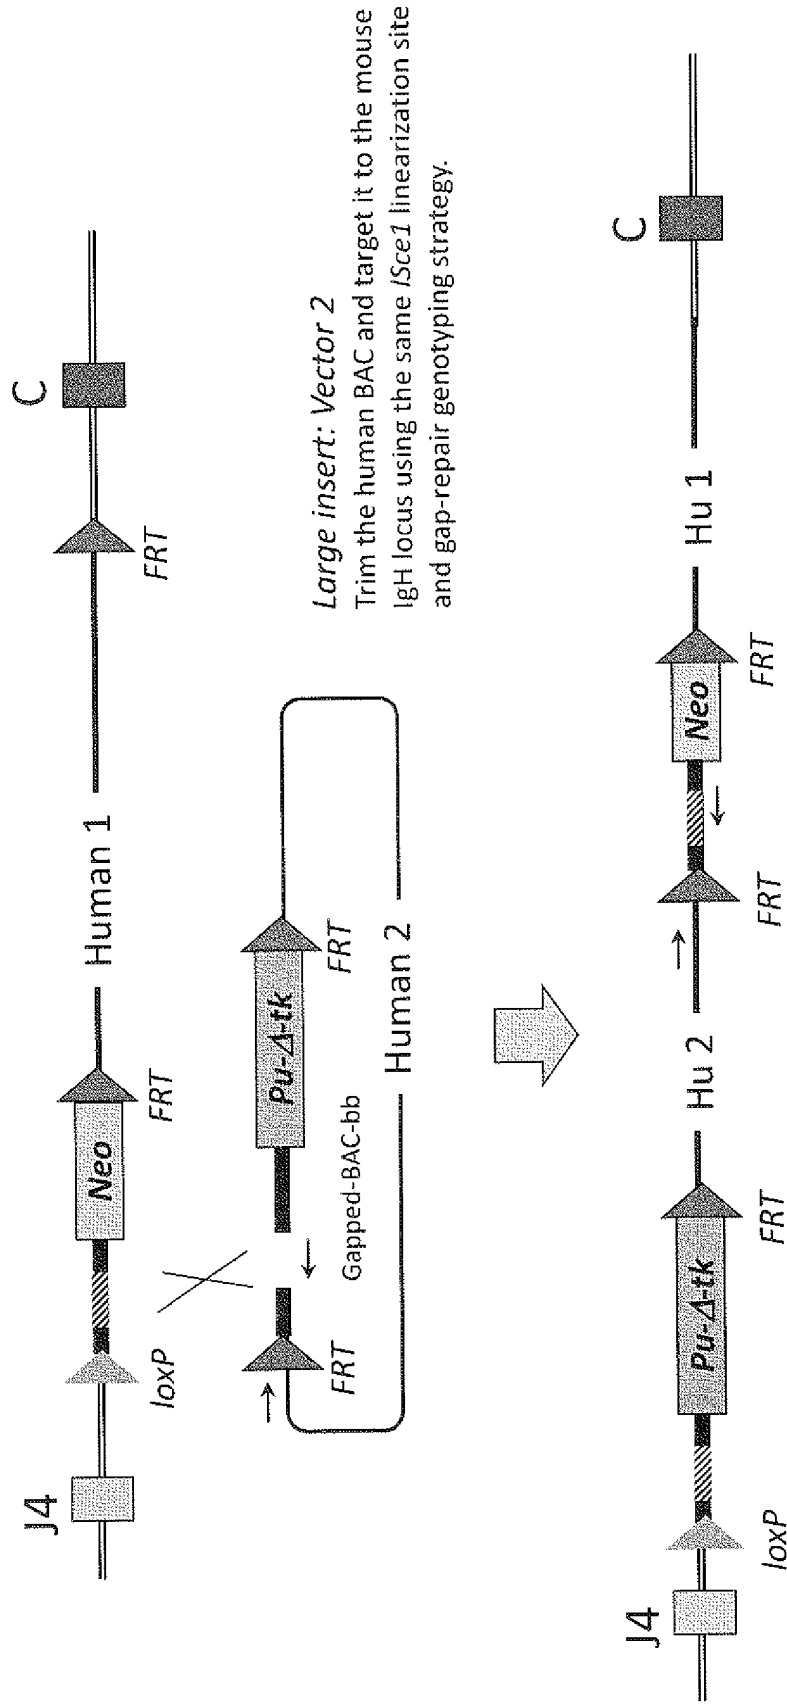 J4
loxP
Neo
FRT
Human 1
FRT
C
FRT
Gapped-BAC-bb
Pu-Δ-tk
FRT
Human 2
Large insert: Vector 2
Trim the human BAC and target it to the mouse
IgH locus using the same ISce1 linearization site
and gap-repair genotyping strategy.
J4
loxP
Pu-Δ-tk
FRT
Hu 2
FRT
Neo
FRT
Hu 1
C